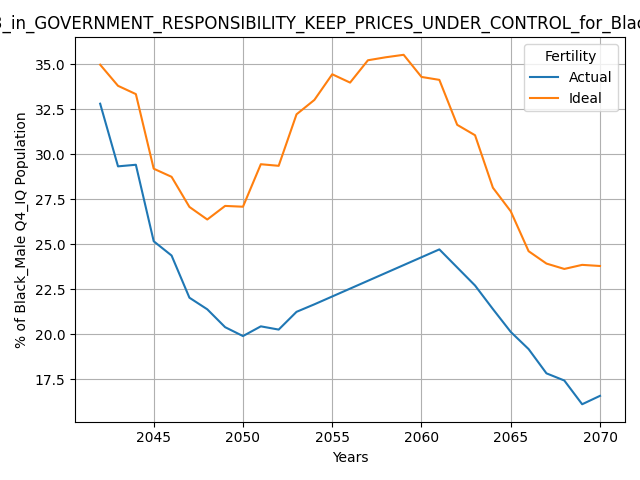 in_GOVERNMENT_RESPONSIBILITY_KEEP_PRICES_UNDER_CONTROL_for_Blac
Fertility
Actual
Ideal
% of Black_Male Q4_IQ Population
35.0
32.5
30.0
27.5
25.0
22.5
20.0
17.5
2045 2050 2055 2060 2065 2070
Years